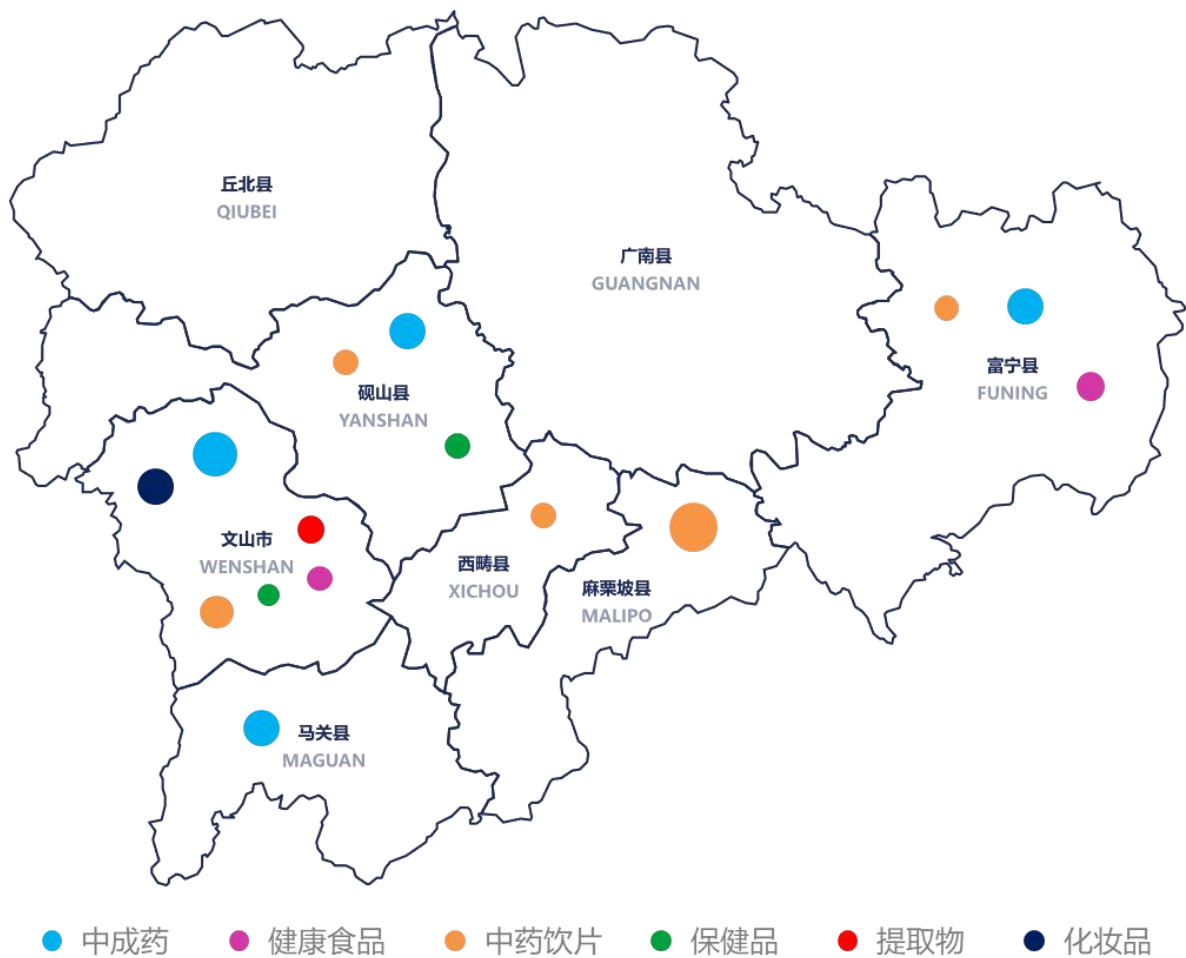 丘北县
QIUBEI
广南县
GUANGNAN
富宁县
FUNING
砚山县
YANSHAN
文山市
WENSHAN
西畴县
XICHOU
麻栗坡县
MALIPO
马关县
MAGUAN
中成药 健康食品 中药饮片 保健品 提取物 化妆品